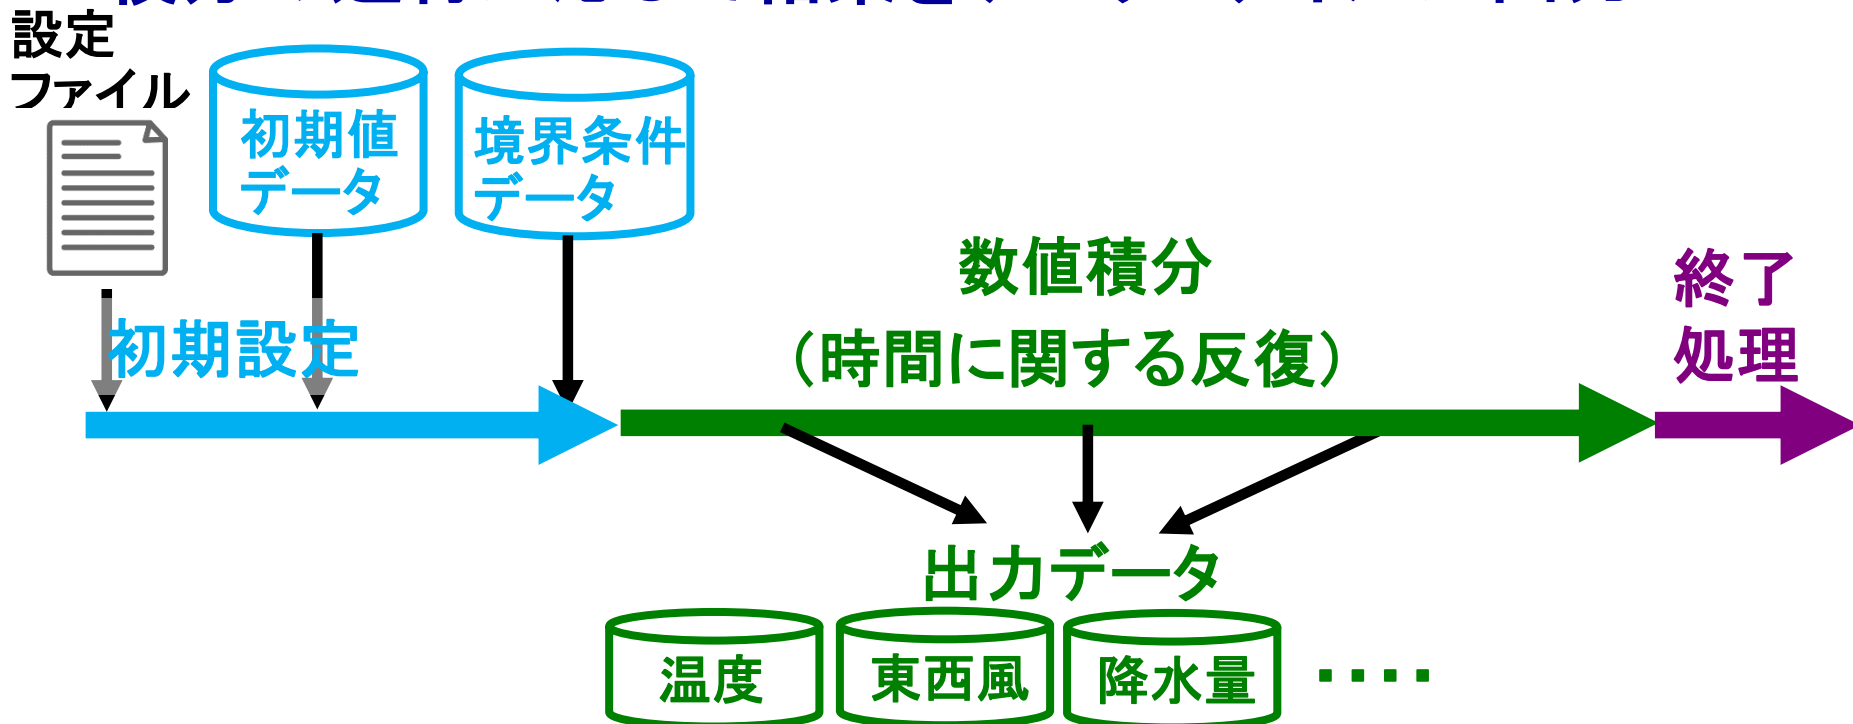 設定
ファイル
初期値
データ
境界条件
データ
初期設定
数値積分
（時間に関する反復）
終了
処理
出力データ
温度
東西風
降水量
････